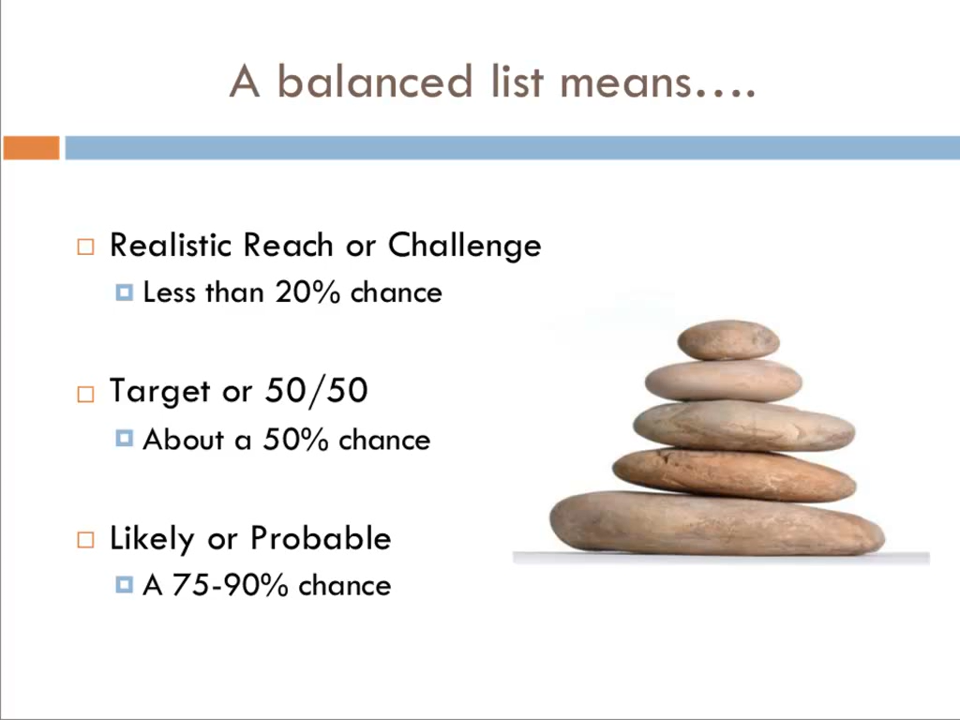 A balanced list means....
Realistic Reach or Challenge
Less than 20% chance
Target or 50/50
About a 50% chance
Likely or Probable
A 75-90% chance